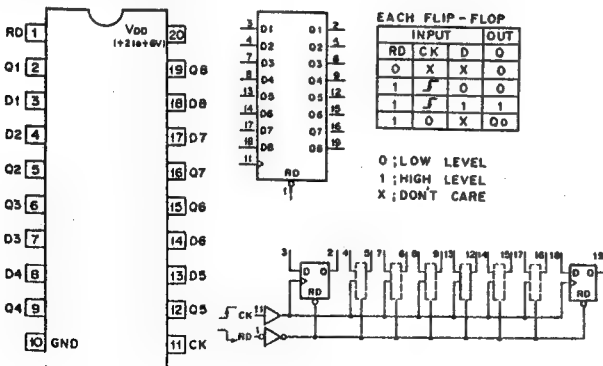 RD 1
Q1 2
D1 3
D2 4
Q2 5
Q3 6
D3 7
D4 8
Q4 9
10 GND
VDD
(+2 to +6V)
20
19 Q8
18 D8
17 D7
16 Q7
15 Q6
14 D6
13 D5
12 Q5
11 CK
3 D1 Q1 2
4 D2 Q2 5
7 D3 Q3 6
8 D4 Q4 9
13 D5 Q5 12
14 D6 Q6 15
17 D7 Q7 16
18 D8 Q8 19
11
RD
1
EACH FLIP-FLOP
INPUT OUT
RD CK D Q
0 X X 0
1 0 0
1 1 1
1 0 X Q0
0 ; LOW LEVEL
1 ; HIGH LEVEL
X ; DON'T CARE
3 2 4 5 7 6 8 9 13 12 14 15 17 16 18 19
D Q
RD
D Q
RD
CK 11
RD 1